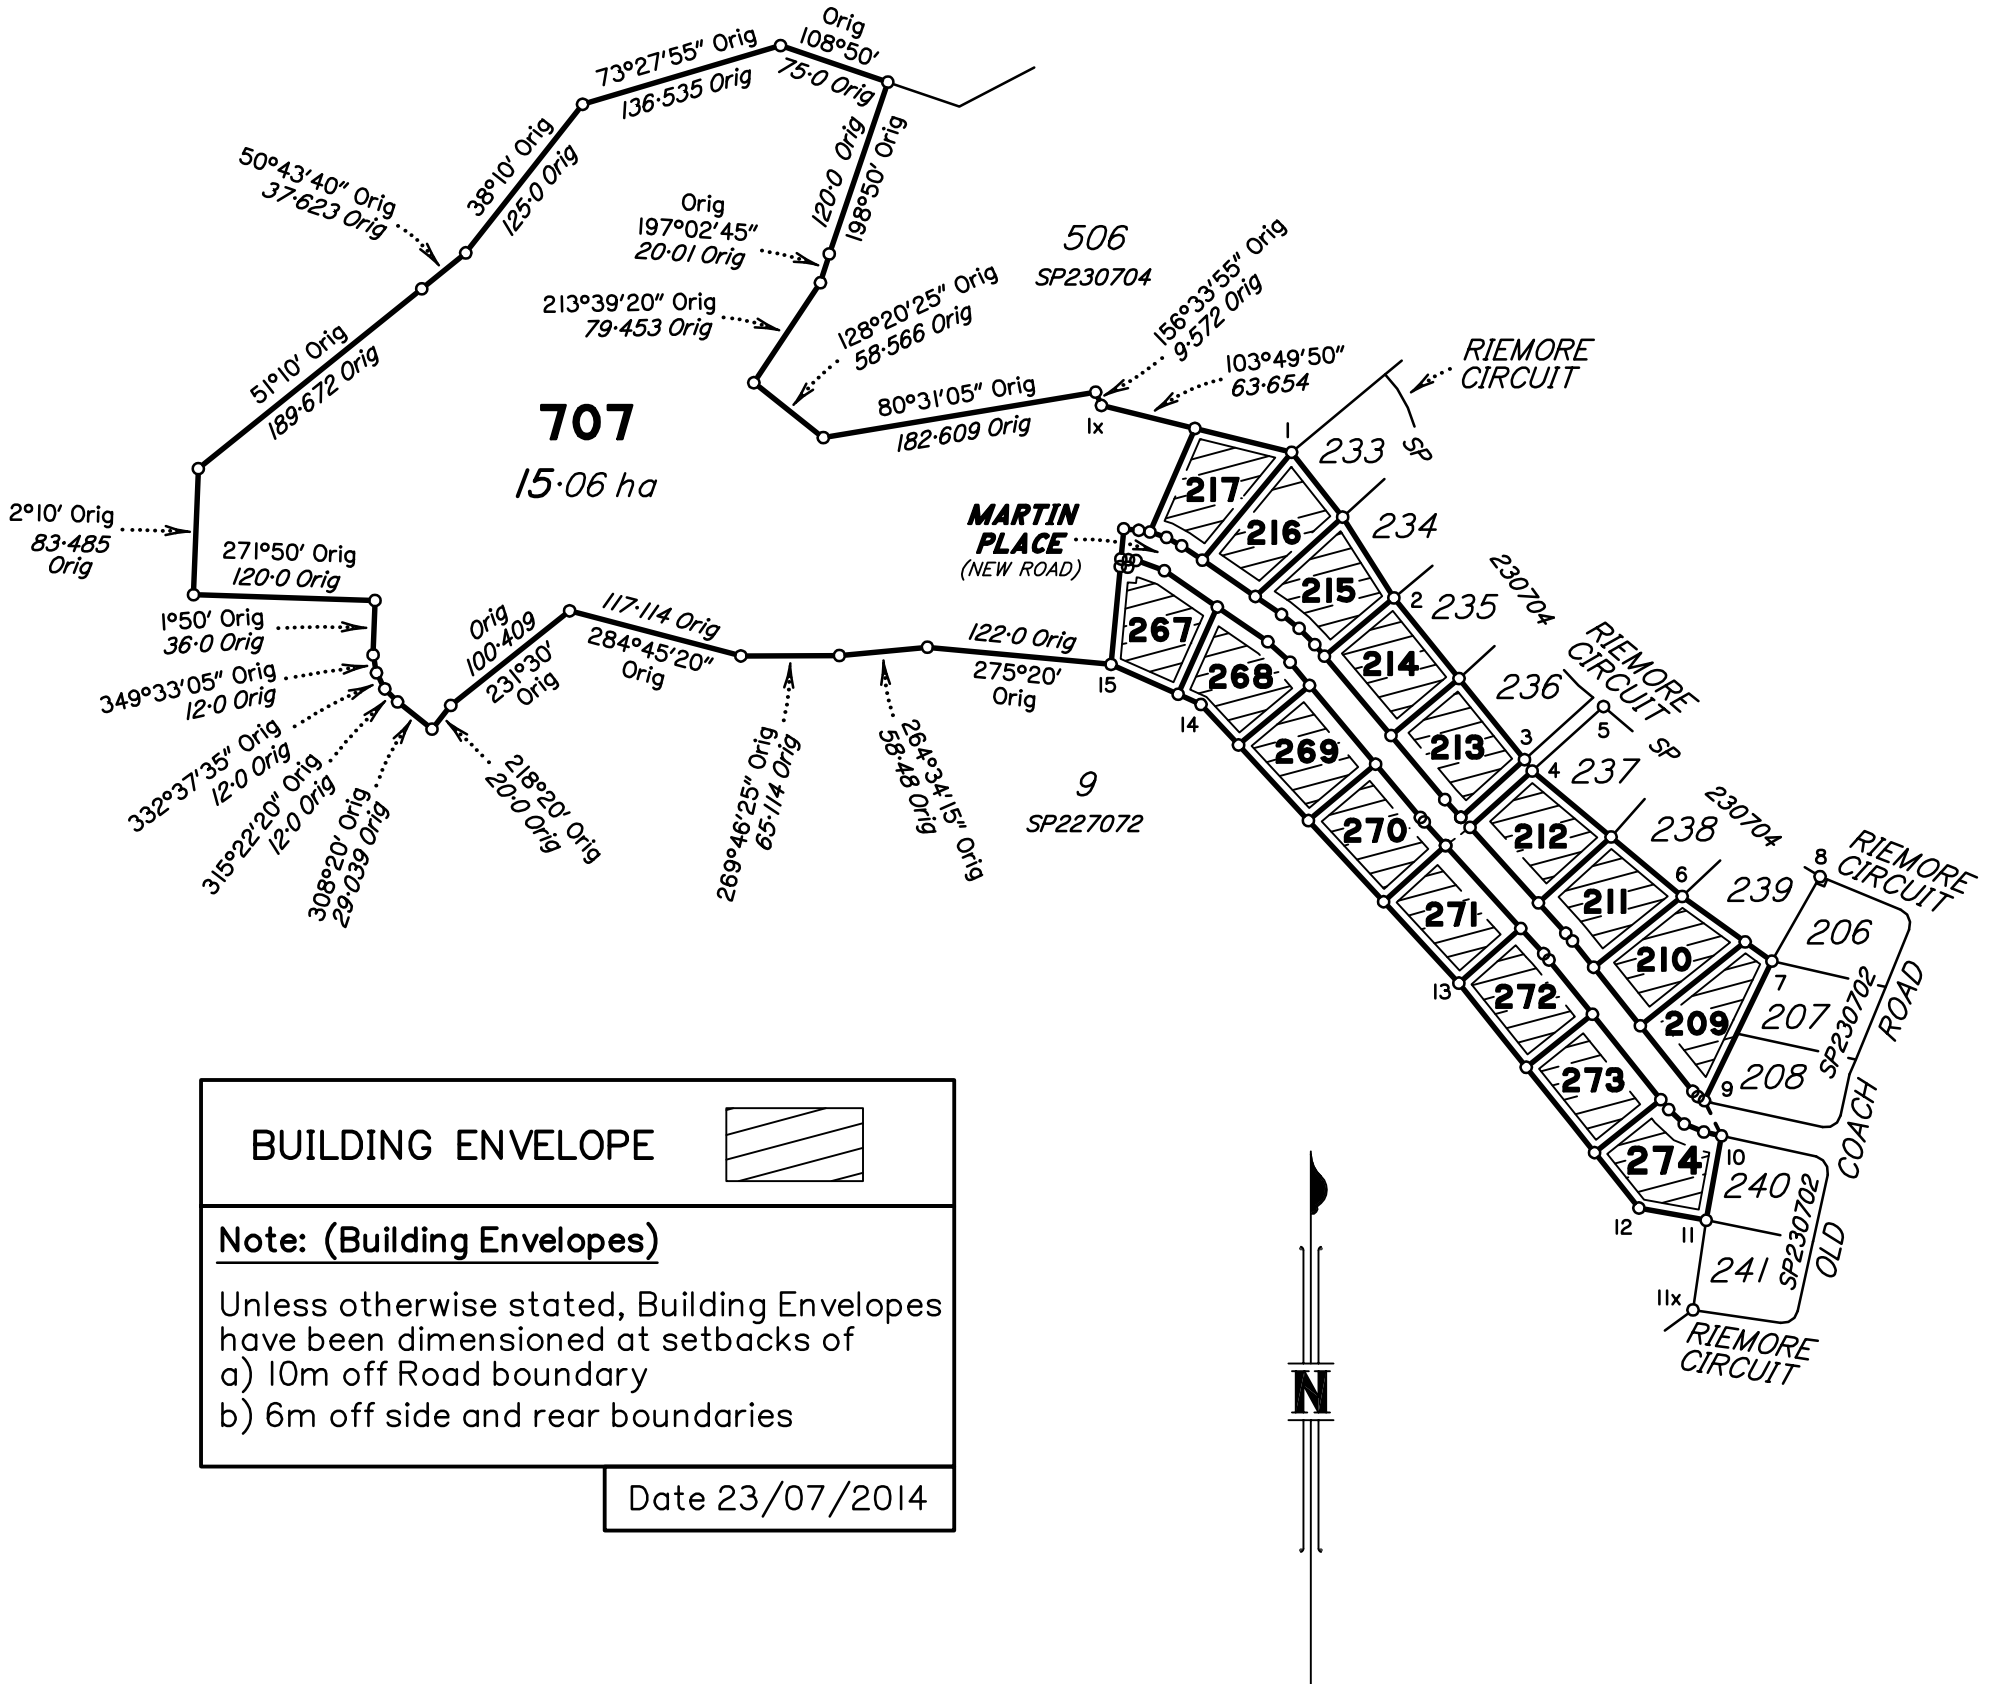 Orig
108°50'
75·0 Orig
73°27'55" Orig
136·535 Orig
38°10' Orig
125·0 Orig
50°43'40" Orig
37·623 Orig
120·0 Orig
198°50' Orig
Orig
197°02'45"
20·01 Orig
213°39'20" Orig
79·453 Orig
128°20'25" Orig
58·566 Orig
506
SP230704
156°33'55" Orig
9·572 Orig
103°49'50"
63·654
RIEMORE
CIRCUIT
51°10' Orig
189·672 Orig
80°31'05" Orig
182·609 Orig
1x
1
233
SP
707
15·06 ha
217
216
234
MARTIN
PLACE
(NEW ROAD)
2°10' Orig
83·485
Orig
271°50' Orig
120·0 Orig
1°50' Orig
36·0 Orig
349°33'05" Orig
12·0 Orig
332°37'35" Orig
12·0 Orig
315°22'20" Orig
12·0 Orig
308°20' Orig
29·039 Orig
218°20' Orig
20·0 Orig
Orig
100·409
231°30'
Orig
117·114 Orig
284°45'20"
Orig
269°46'25" Orig
65·114 Orig
264°34'15" Orig
58·48 Orig
122·0 Orig
275°20'
Orig
15
14
267
268
215
2
235
230704
214
236
RIEMORE
CIRCUIT
5
SP
213
3
4
237
269
9
SP227072
270
212
238
230704
6
239
8
RIEMORE
CIRCUIT
271
211
206
13
272
210
7
207
SP230702
ROAD
209
208
9
273
COACH
274
10
240
SP230702
OLD
12
11
241
11x
RIEMORE
CIRCUIT
BUILDING ENVELOPE
Note: (Building Envelopes)
Unless otherwise stated, Building Envelopes
have been dimensioned at setbacks of
a) 10m off Road boundary
b) 6m off side and rear boundaries
Date 23/07/2014
N